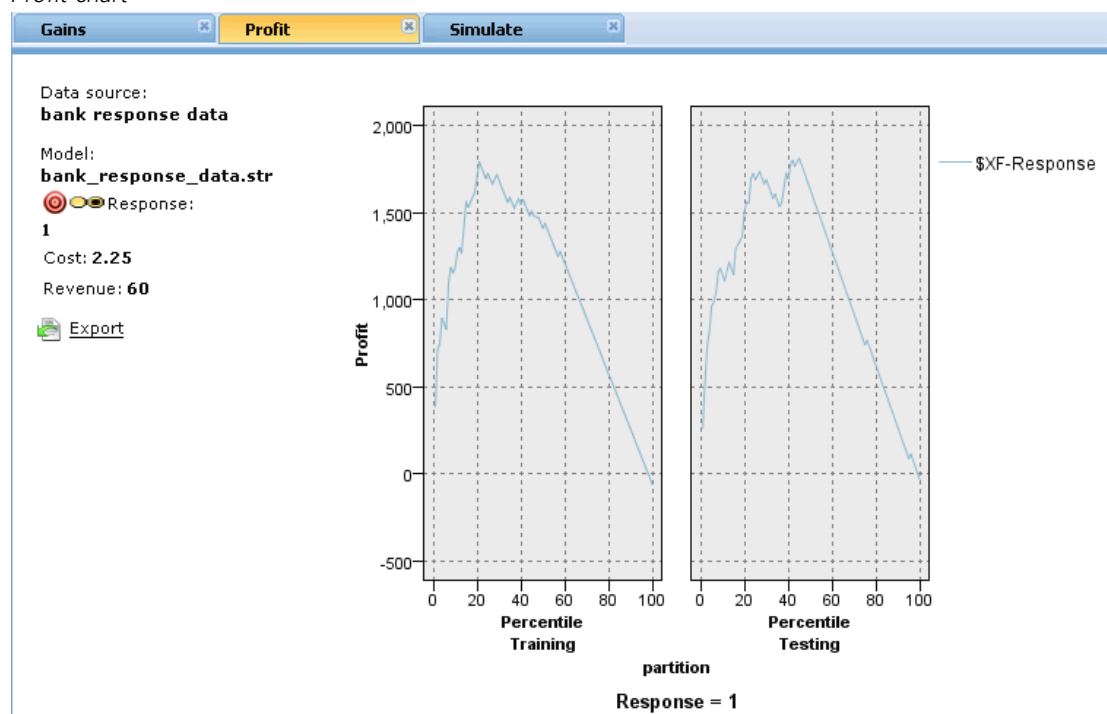 Profit chart
Gains
Profit
Simulate
Data source:
bank response data
Model:
bank_response_data.str
Response:
1
Cost: 2.25
Revenue: 60
Export
Profit
2,000
1,500
1,000
500
0
-500
0 20 40 60 80 100
Percentile
Training
0 20 40 60 80 100
Percentile
Testing
partition
Response = 1
$XF-Response